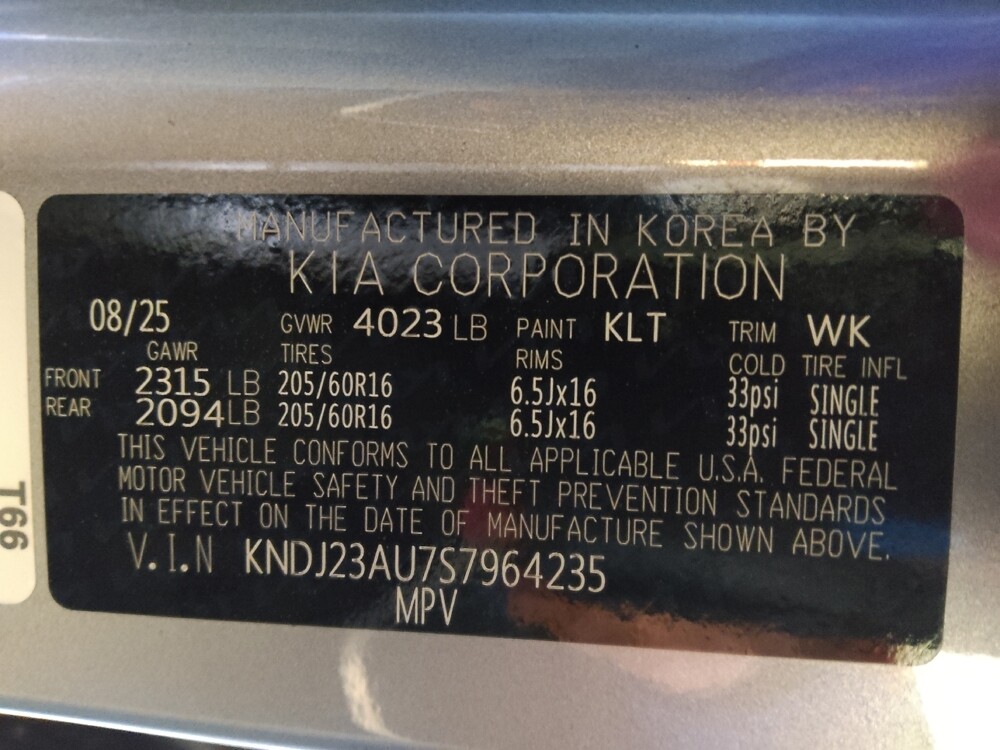 MANUFACTURED IN KOREA BY
KIA CORPORATION
08/25 GVWR 4023 LB PAINT KLT TRIM WK
GAWR TIRES RIMS COLD TIRE INFL
FRONT 2315 LB 205/60R16 6.5Jx16 33psi SINGLE
REAR 2094 LB 205/60R16 6.5Jx16 33psi SINGLE
THIS VEHICLE CONFORMS TO ALL APPLICABLE U.S.A. FEDERAL
MOTOR VEHICLE SAFETY AND THEFT PREVENTION STANDARDS
IN EFFECT ON THE DATE OF MANUFACTURE SHOWN ABOVE.
V.I.N KNDJ23AU7S7964235
MPV
T66